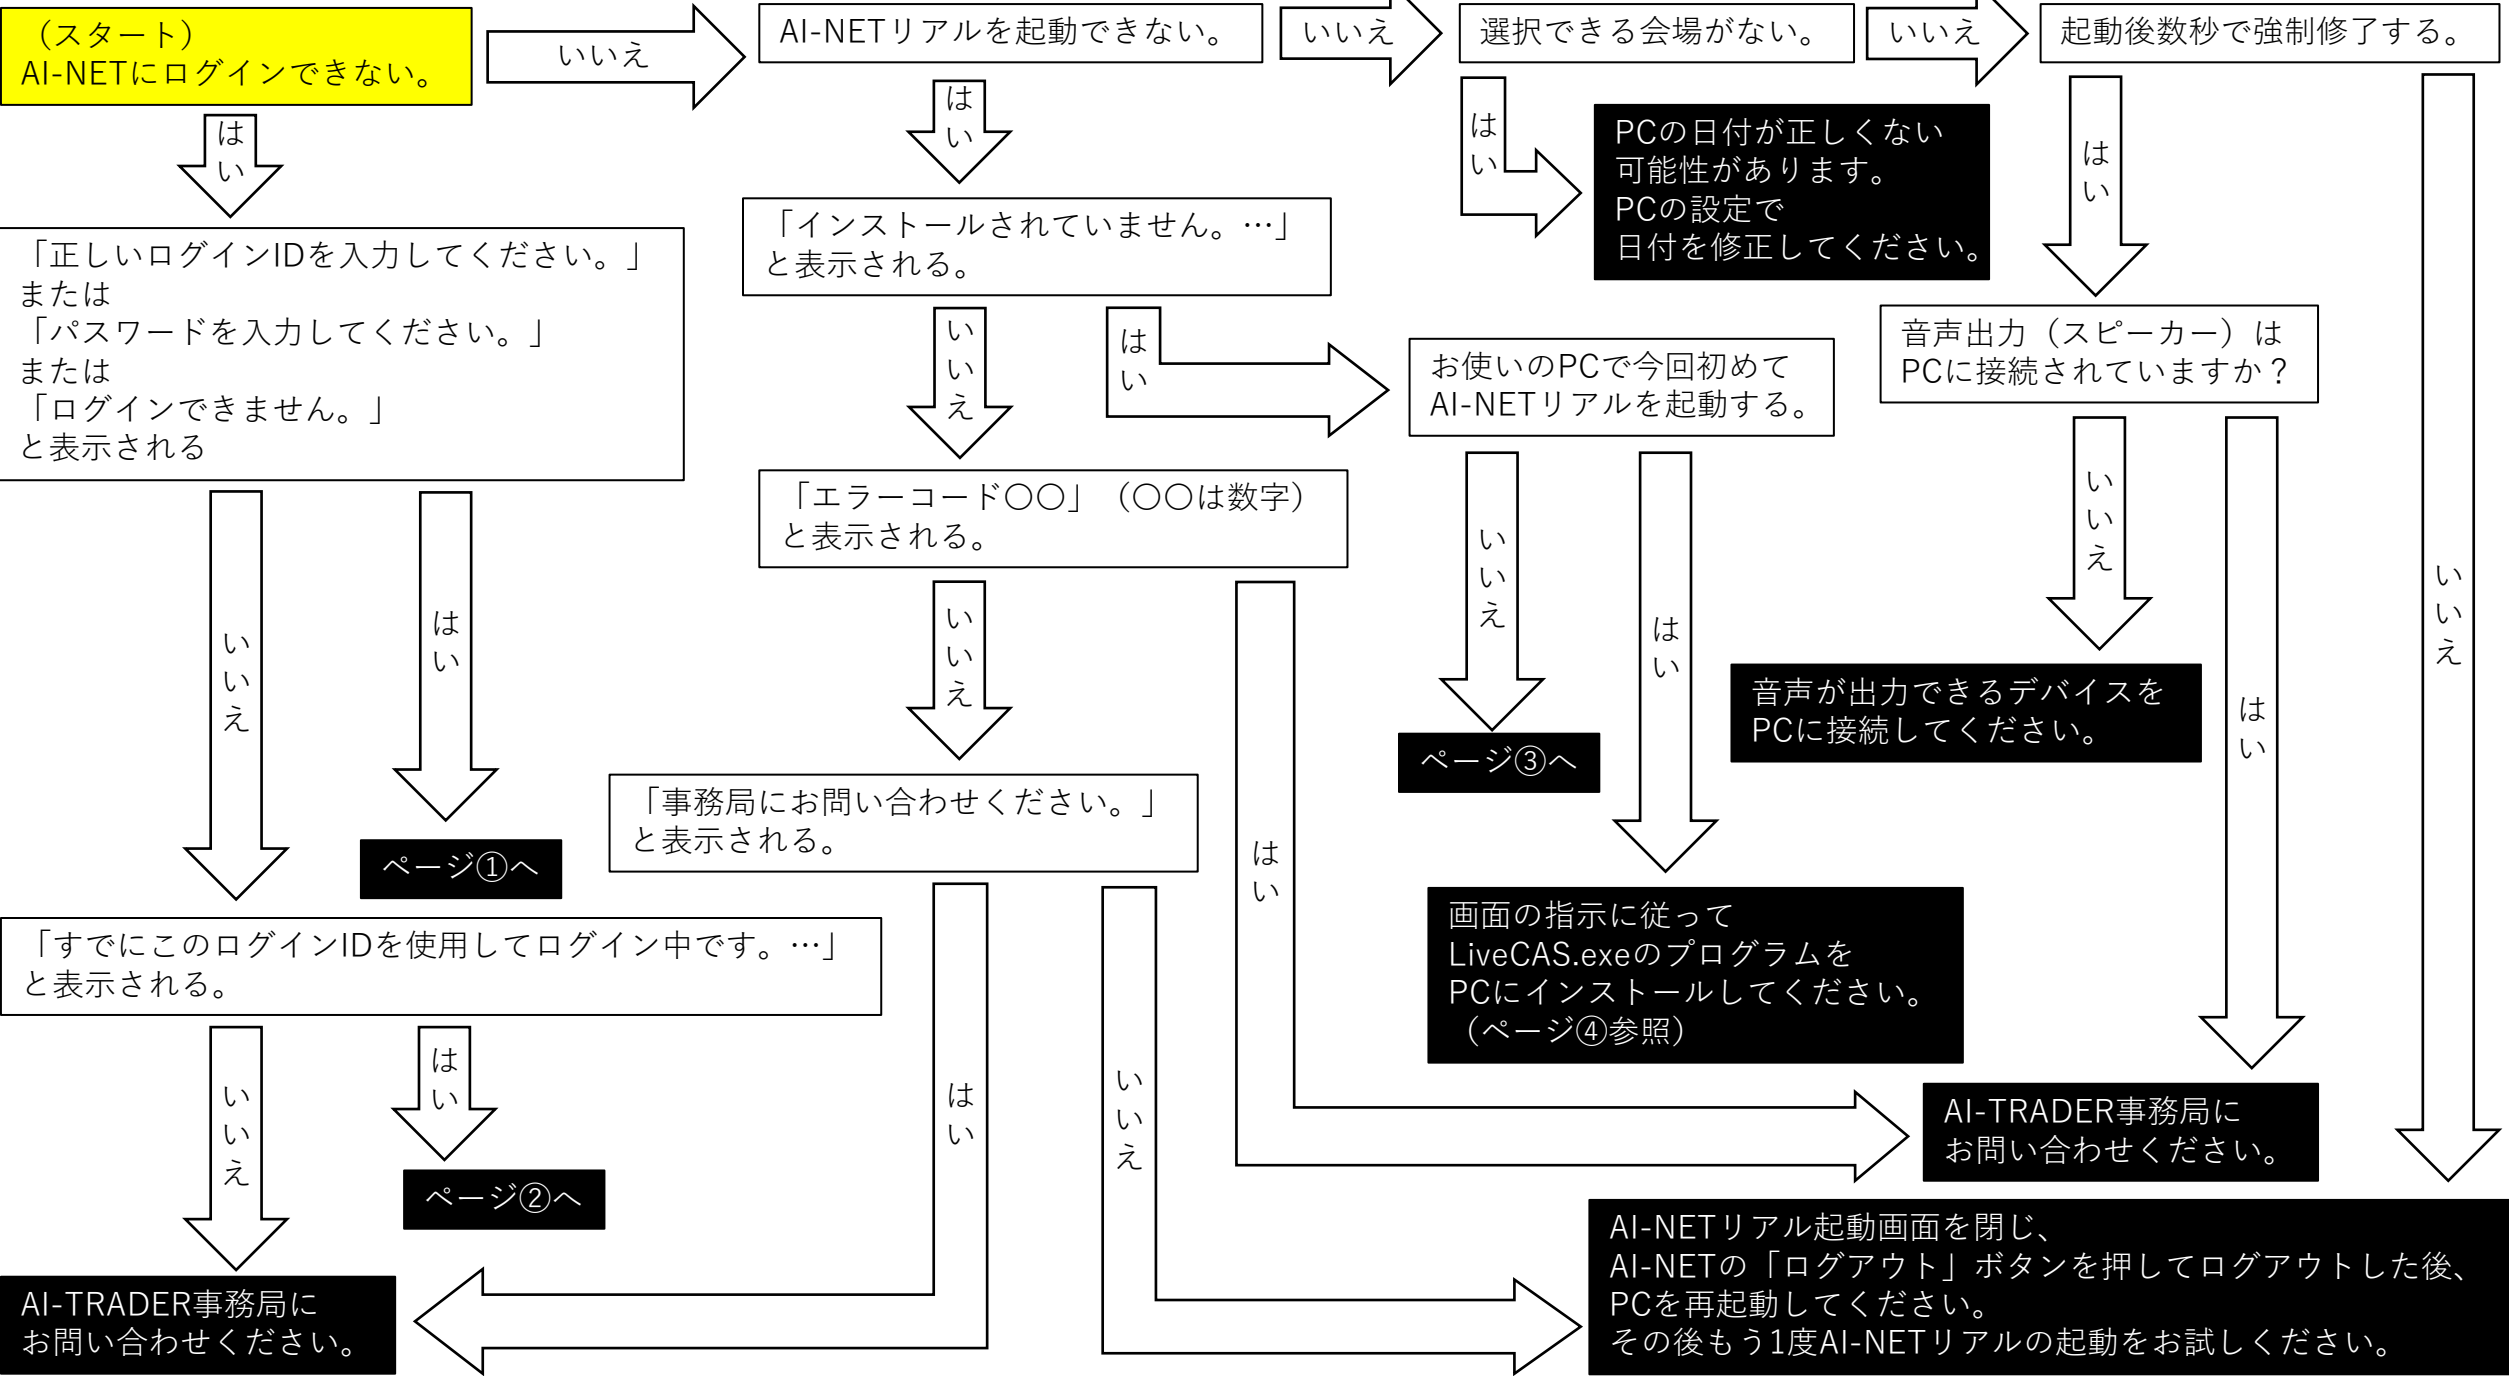 （スタート）
AI-NETにログインできない。
いいえ
AI-NETリアルを起動できない。
いいえ
選択できる会場がない。
いいえ
起動後数秒で強制修了する。
はい
はい
はい
PCの日付が正しくない
可能性があります。
PCの設定で
日付を修正してください。
はい
「正しいログインIDを入力してください。」
または
「パスワードを入力してください。」
または
「ログインできません。」
と表示される
「インストールされていません。…」
と表示される。
いいえ
はい
お使いのPCで今回初めて
AI-NETリアルを起動する。
音声出力（スピーカー）は
PCに接続されていますか？
「エラーコード〇〇」（〇〇は数字）
と表示される。
いいえ
はい
いいえ
はい
いいえ
はい
いいえ
はい
いいえ
音声が出力できるデバイスを
PCに接続してください。
ページ③へ
「事務局にお問い合わせください。」
と表示される。
ページ①へ
はい
画面の指示に従って
LiveCAS.exeのプログラムを
PCにインストールしてください。
（ページ④参照）
「すでにこのログインIDを使用してログイン中です。…」
と表示される。
いいえ
はい
はい
いいえ
AI-TRADER事務局に
お問い合わせください。
ページ②へ
AI-NETリアル起動画面を閉じ、
AI-NETの「ログアウト」ボタンを押してログアウトした後、
PCを再起動してください。
その後もう1度AI-NETリアルの起動をお試しください。
AI-TRADER事務局に
お問い合わせください。